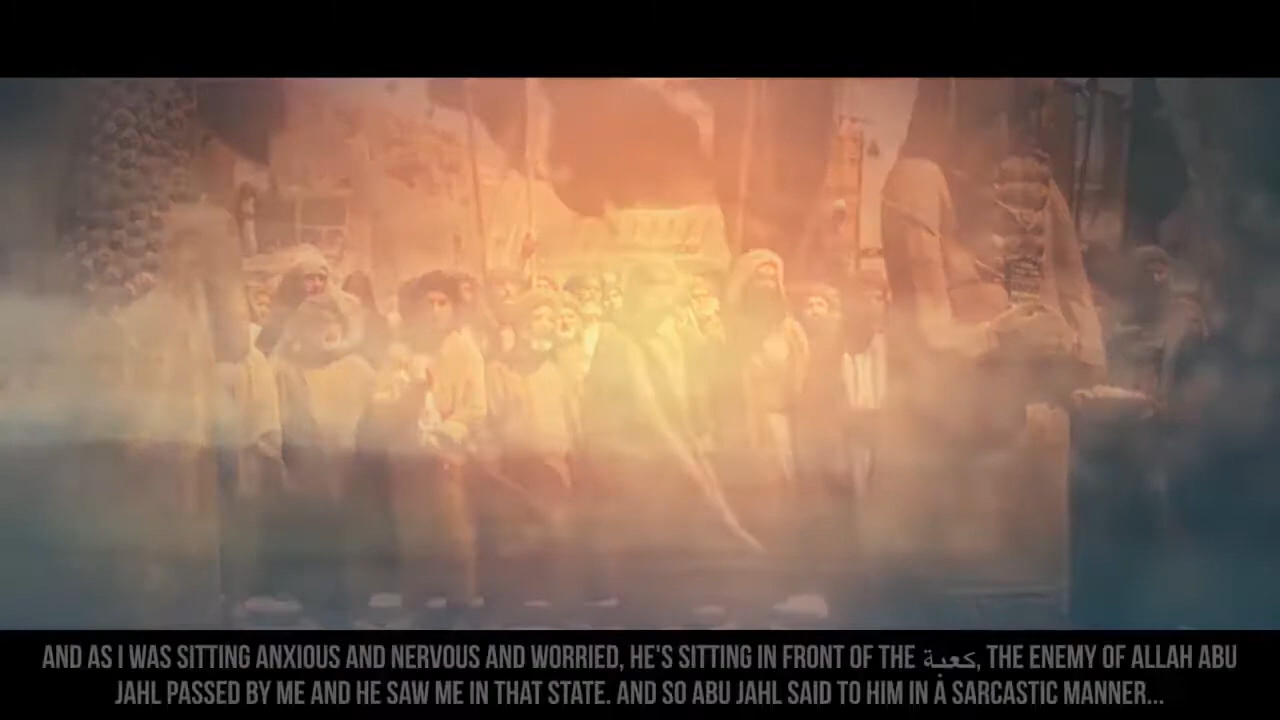 AND AS I WAS SITTING ANXIOUS AND NERVOUS AND WORRIED, HE'S SITTING IN FRONT OF THE كعبة, THE ENEMY OF ALLAH ABU
JAHL PASSED BY ME AND HE SAW ME IN THAT STATE. AND SO ABU JAHL SAID TO HIM IN A SARCASTIC MANNER...